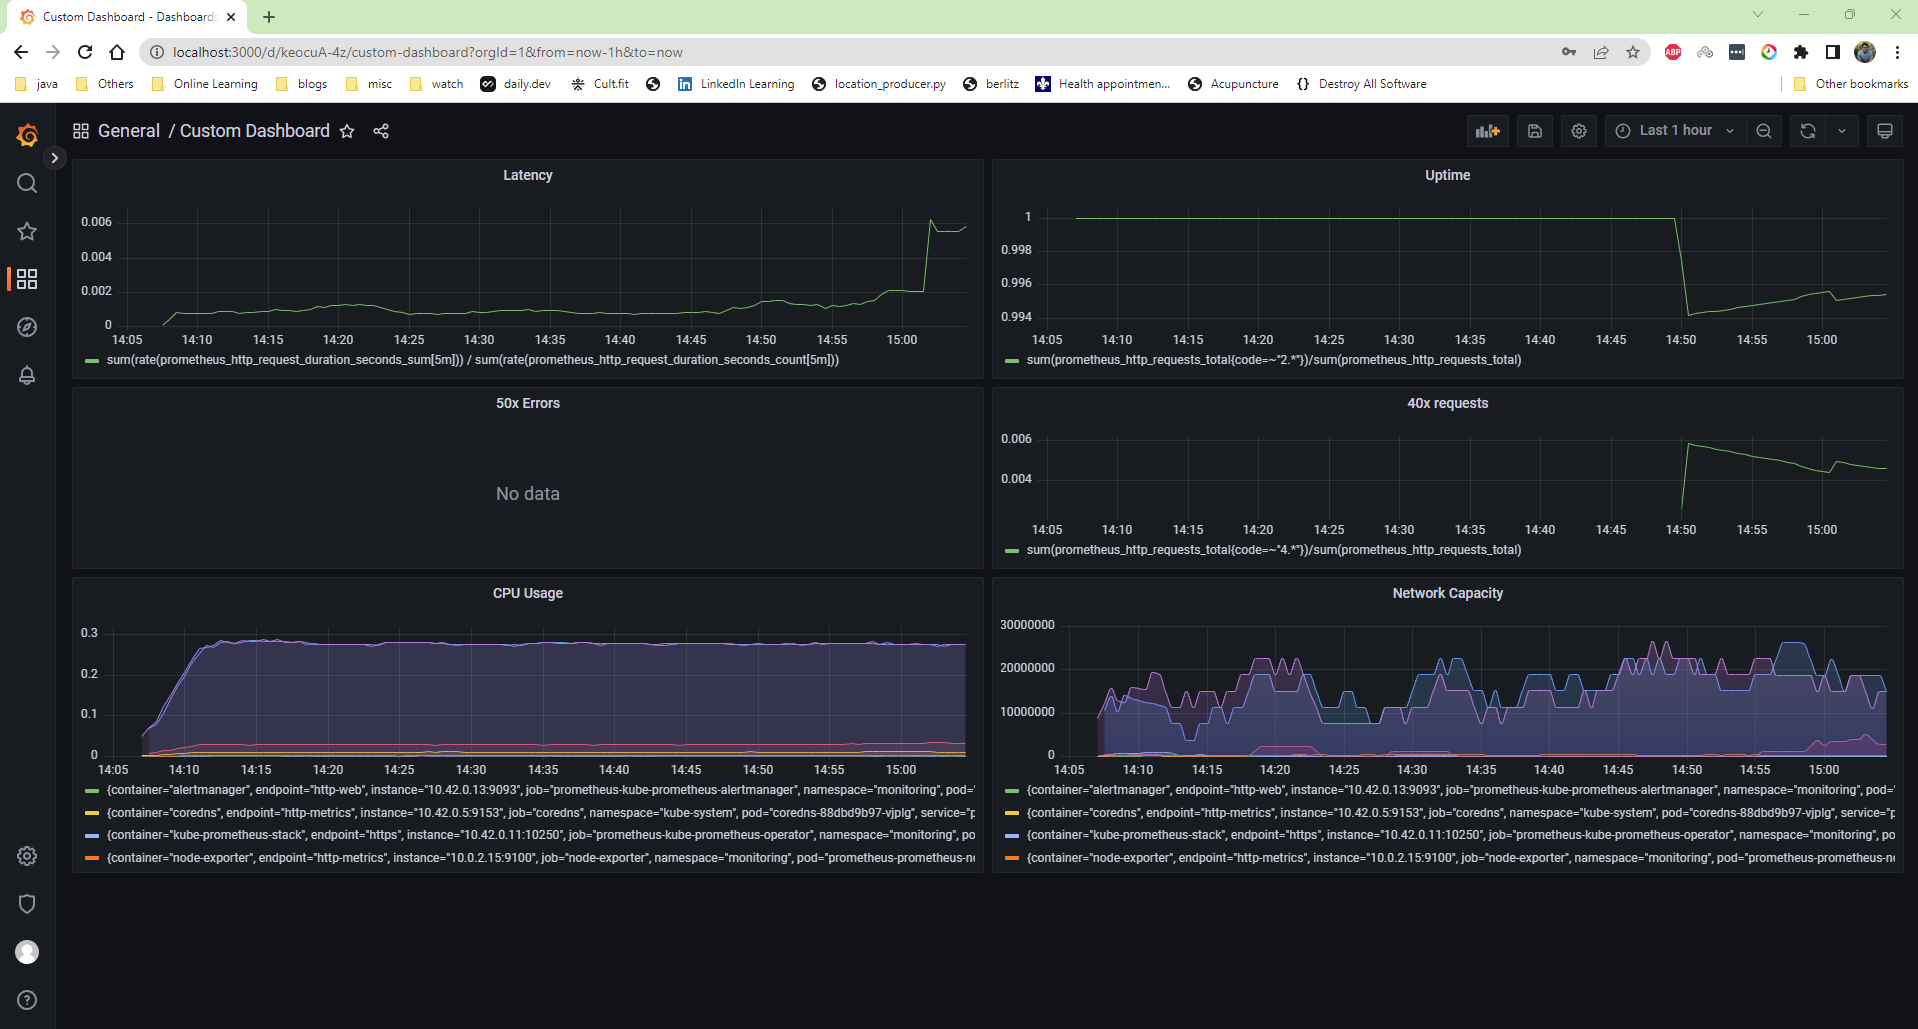 Custom Dashboard - Dashboards
localhost:3000/d/keocuA-4z/custom-dashboard?orgId=1&from=now-1h&to=now
ABP
java Others Online Learning blogs misc watch daily.dev Cult.fit LinkedIn Learning location_producer.py berlitz Health appointmen... Acupuncture {} Destroy All Software Other bookmarks
General / Custom Dashboard
Last 1 hour
Latency
0.006
0.004
0.002
0
14:05 14:10 14:15 14:20 14:25 14:30 14:35 14:40 14:45 14:50 14:55 15:00
sum(rate(prometheus_http_request_duration_seconds_sum[5m])) / sum(rate(prometheus_http_request_duration_seconds_count[5m]))
Uptime
1
0.998
0.996
0.994
14:05 14:10 14:15 14:20 14:25 14:30 14:35 14:40 14:45 14:50 14:55 15:00
sum(prometheus_http_requests_total{code=~"2.*"})/sum(prometheus_http_requests_total)
50x Errors
No data
40x requests
0.006
0.004
14:05 14:10 14:15 14:20 14:25 14:30 14:35 14:40 14:45 14:50 14:55 15:00
sum(prometheus_http_requests_total{code=~"4.*"})/sum(prometheus_http_requests_total)
CPU Usage
0.3
0.2
0.1
0
14:05 14:10 14:15 14:20 14:25 14:30 14:35 14:40 14:45 14:50 14:55 15:00
{container="alertmanager", endpoint="http-web", instance="10.42.0.13:9093", job="prometheus-kube-prometheus-alertmanager", namespace="monitoring", pod="
{container="coredns", endpoint="http-metrics", instance="10.42.0.5:9153", job="coredns", namespace="kube-system", pod="coredns-88dbd9b97-vjplg", service="p
{container="kube-prometheus-stack", endpoint="https", instance="10.42.0.11:10250", job="prometheus-kube-prometheus-operator", namespace="monitoring", po
{container="node-exporter", endpoint="http-metrics", instance="10.0.2.15:9100", job="node-exporter", namespace="monitoring", pod="prometheus-prometheus-n
Network Capacity
30000000
20000000
10000000
0
14:05 14:10 14:15 14:20 14:25 14:30 14:35 14:40 14:45 14:50 14:55 15:00
{container="alertmanager", endpoint="http-web", instance="10.42.0.13:9093", job="prometheus-kube-prometheus-alertmanager", namespace="monitoring", pod="
{container="coredns", endpoint="http-metrics", instance="10.42.0.5:9153", job="coredns", namespace="kube-system", pod="coredns-88dbd9b97-vjplg", service="p
{container="kube-prometheus-stack", endpoint="https", instance="10.42.0.11:10250", job="prometheus-kube-prometheus-operator", namespace="monitoring", po
{container="node-exporter", endpoint="http-metrics", instance="10.0.2.15:9100", job="node-exporter", namespace="monitoring", pod="prometheus-prometheus-n